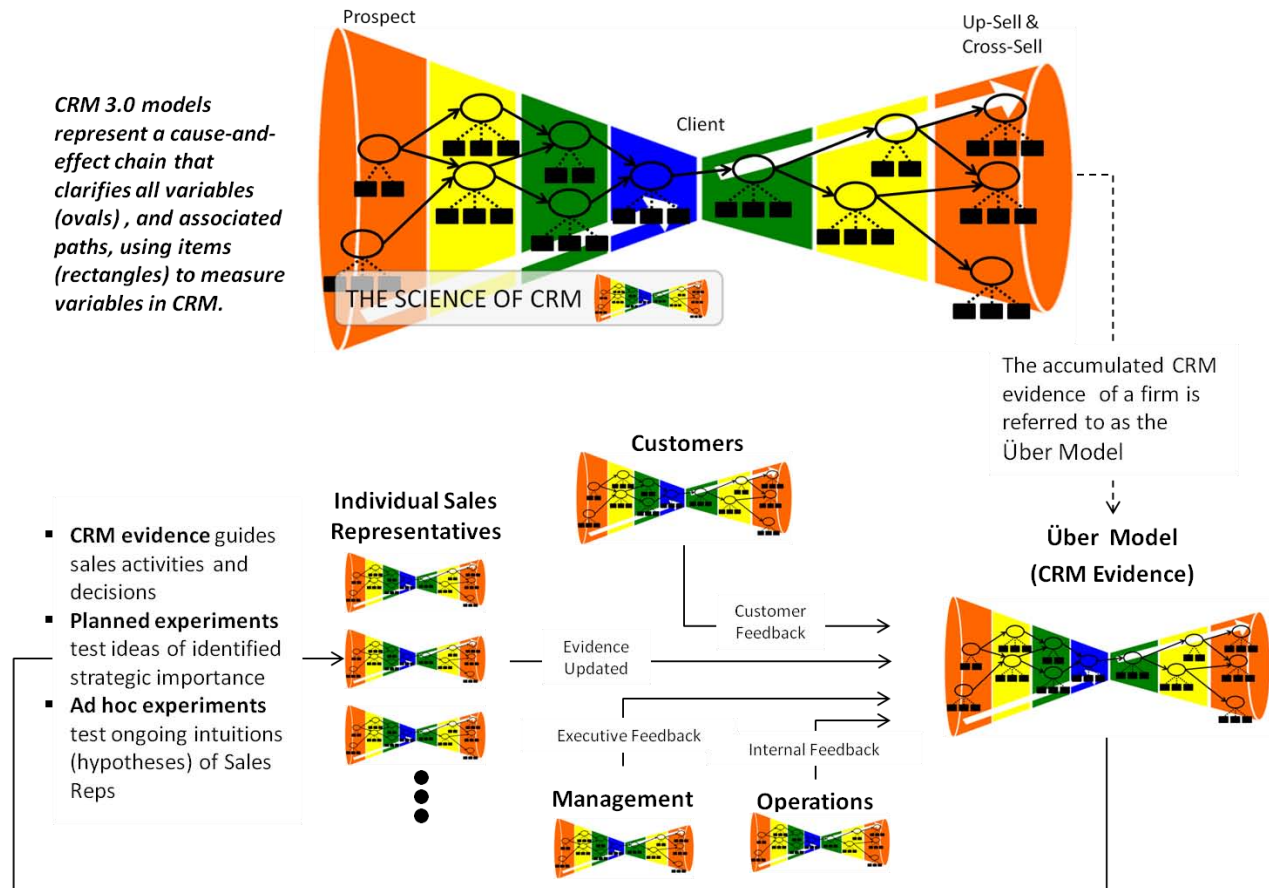 Prospect
Up-Sell &
Cross-Sell
Client
CRM 3.0 models
represent a cause-and-
effect chain that
clarifies all variables
(ovals) , and associated
paths, using items
(rectangles) to measure
variables in CRM.
THE SCIENCE OF CRM
The accumulated CRM
evidence of a firm is
referred to as the
Über Model
Customers
Individual Sales
Representatives
▪ CRM evidence guides
sales activities and
decisions
▪ Planned experiments
test ideas of identified
strategic importance
▪ Ad hoc experiments
test ongoing intuitions
(hypotheses) of Sales
Reps
Über Model
(CRM Evidence)
Customer
Feedback
Evidence
Updated
Executive Feedback
Internal Feedback
Management
Operations